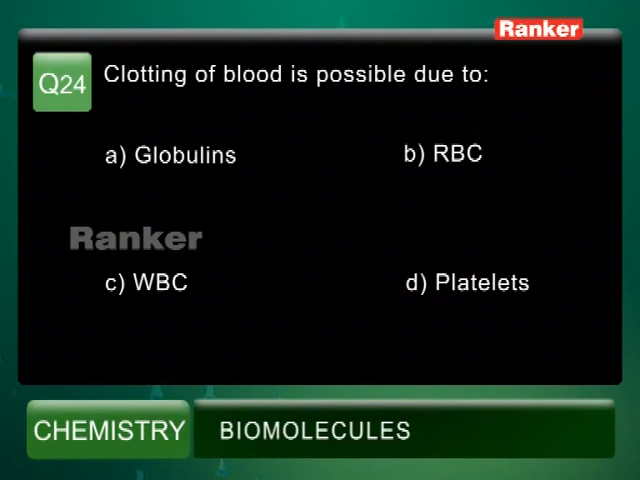 Ranker
Q24 Clotting of blood is possible due to:
a) Globulins b) RBC
Ranker
c) WBC d) Platelets
CHEMISTRY BIOMOLECULES